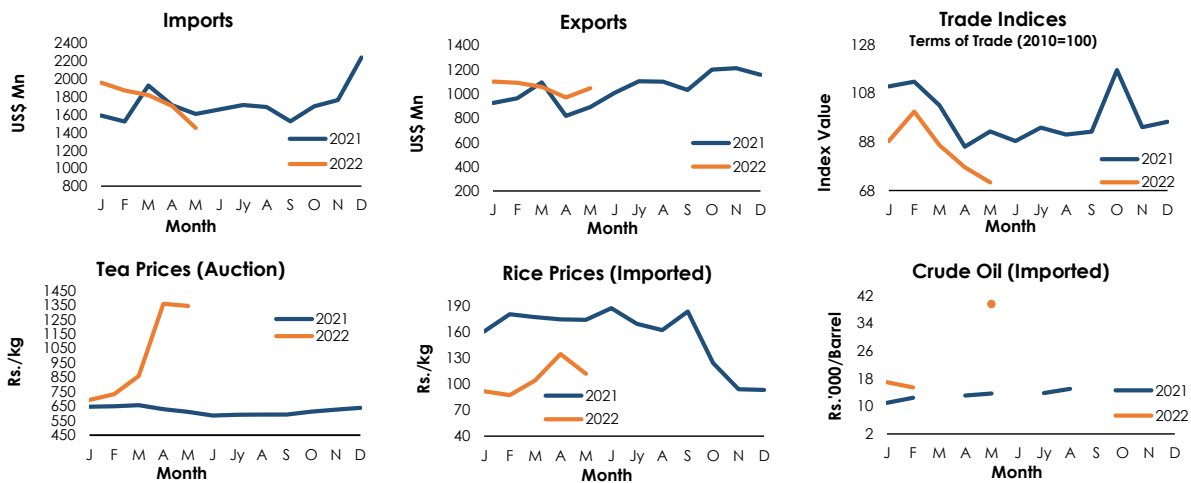 Imports
2400
2200
2000
1800
1600
1400
1200
1000
800
US$ Mn
2021
2022
J F M A M J Jy A S O N D
Month
Exports
1400
1200
1000
800
600
400
200
US$ Mn
2021
2022
J F M A M J Jy A S O N D
Month
Trade Indices
Terms of Trade (2010=100)
128
108
88
68
Index Value
2021
2022
J F M A M J Jy A S O N D
Month
Tea Prices (Auction)
1450
1350
1250
1150
1050
950
850
750
650
550
450
Rs./kg
2021
2022
J F M A M J Jy A S O N D
Month
Rice Prices (Imported)
190
160
130
100
70
40
Rs./kg
2021
2022
J F M A M J Jy A S O N D
Month
Crude Oil (Imported)
42
34
26
18
10
2
Rs.'000/Barrel
2021
2022
J F M A M J Jy A S O N D
Month